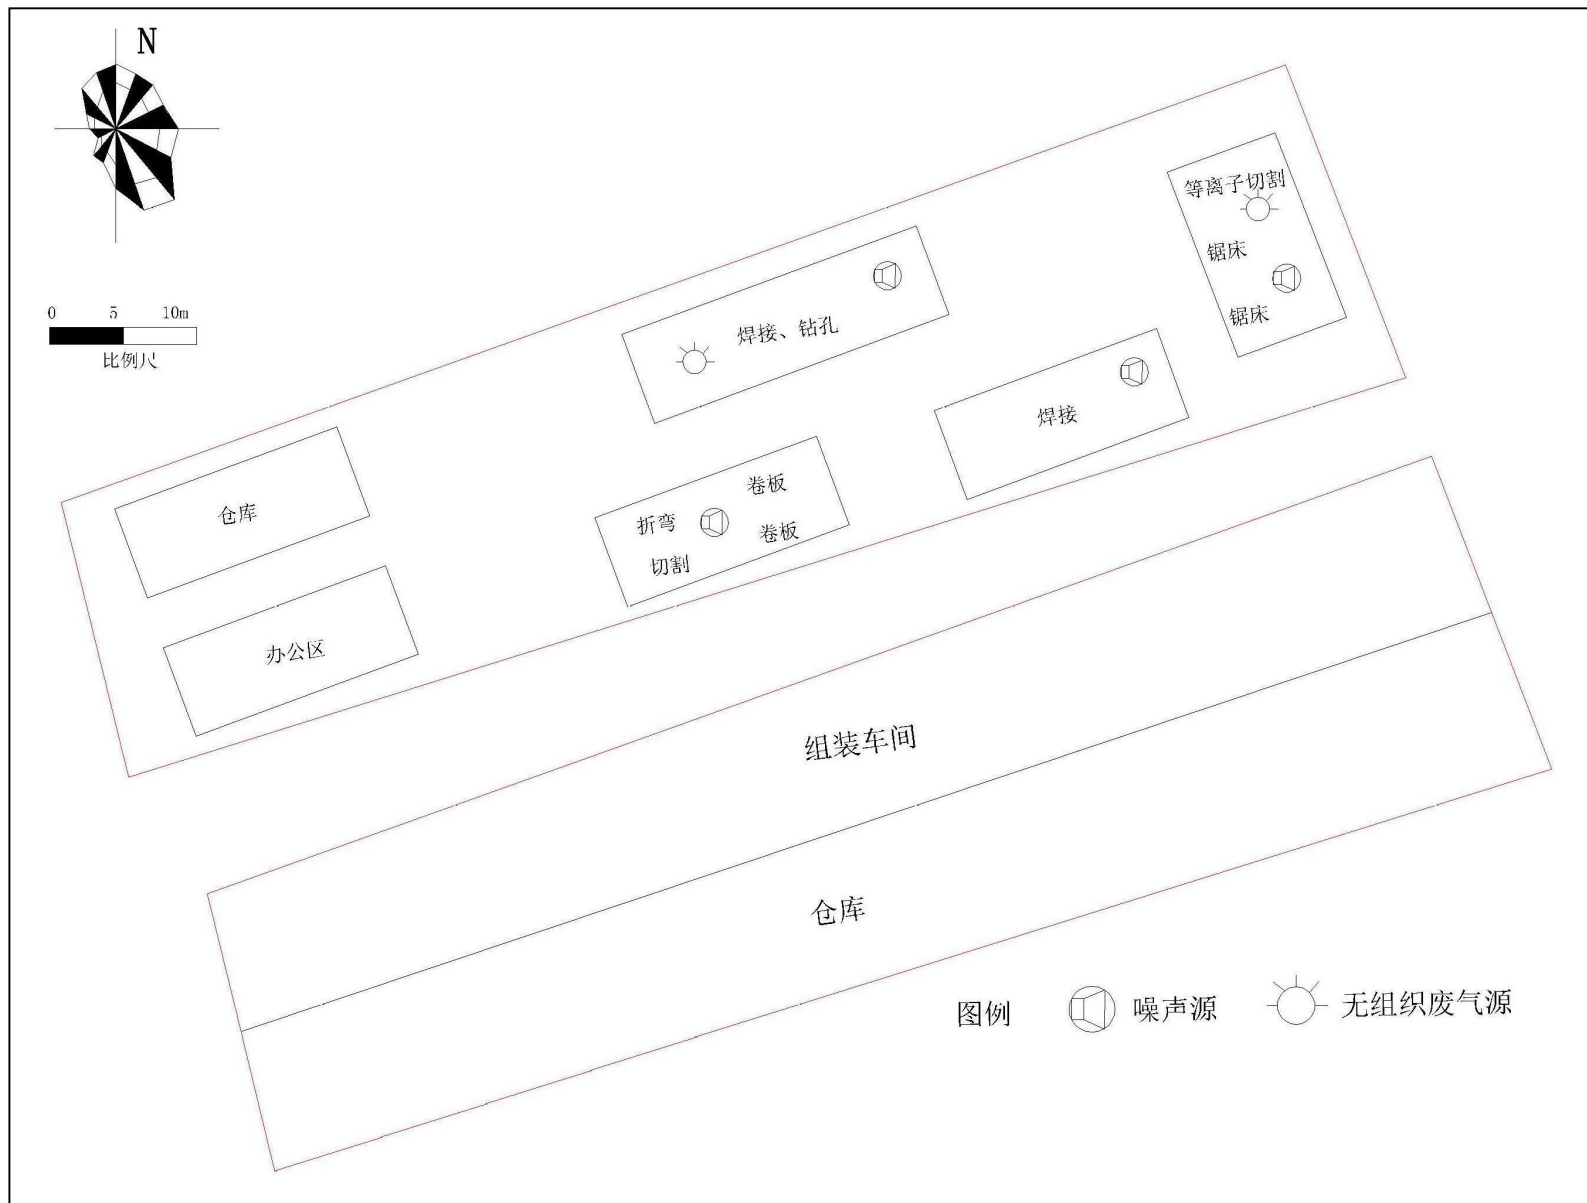 N
0 5 10m
比例尺
等离子切割
锯床
锯床
焊接、钻孔
焊接
卷板
折弯
卷板
切割
仓库
办公区
组装车间
仓库
图例 噪声源 无组织废气源